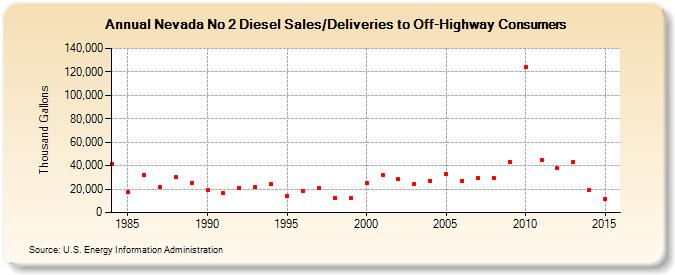 Annual Nevada No 2 Diesel Sales/Deliveries to Off-Highway Consumers
Thousand Gallons
140,000
120,000
100,000
80,000
60,000
40,000
20,000
0
1985 1990 1995 2000 2005 2010 2015
Source: U.S. Energy Information Administration